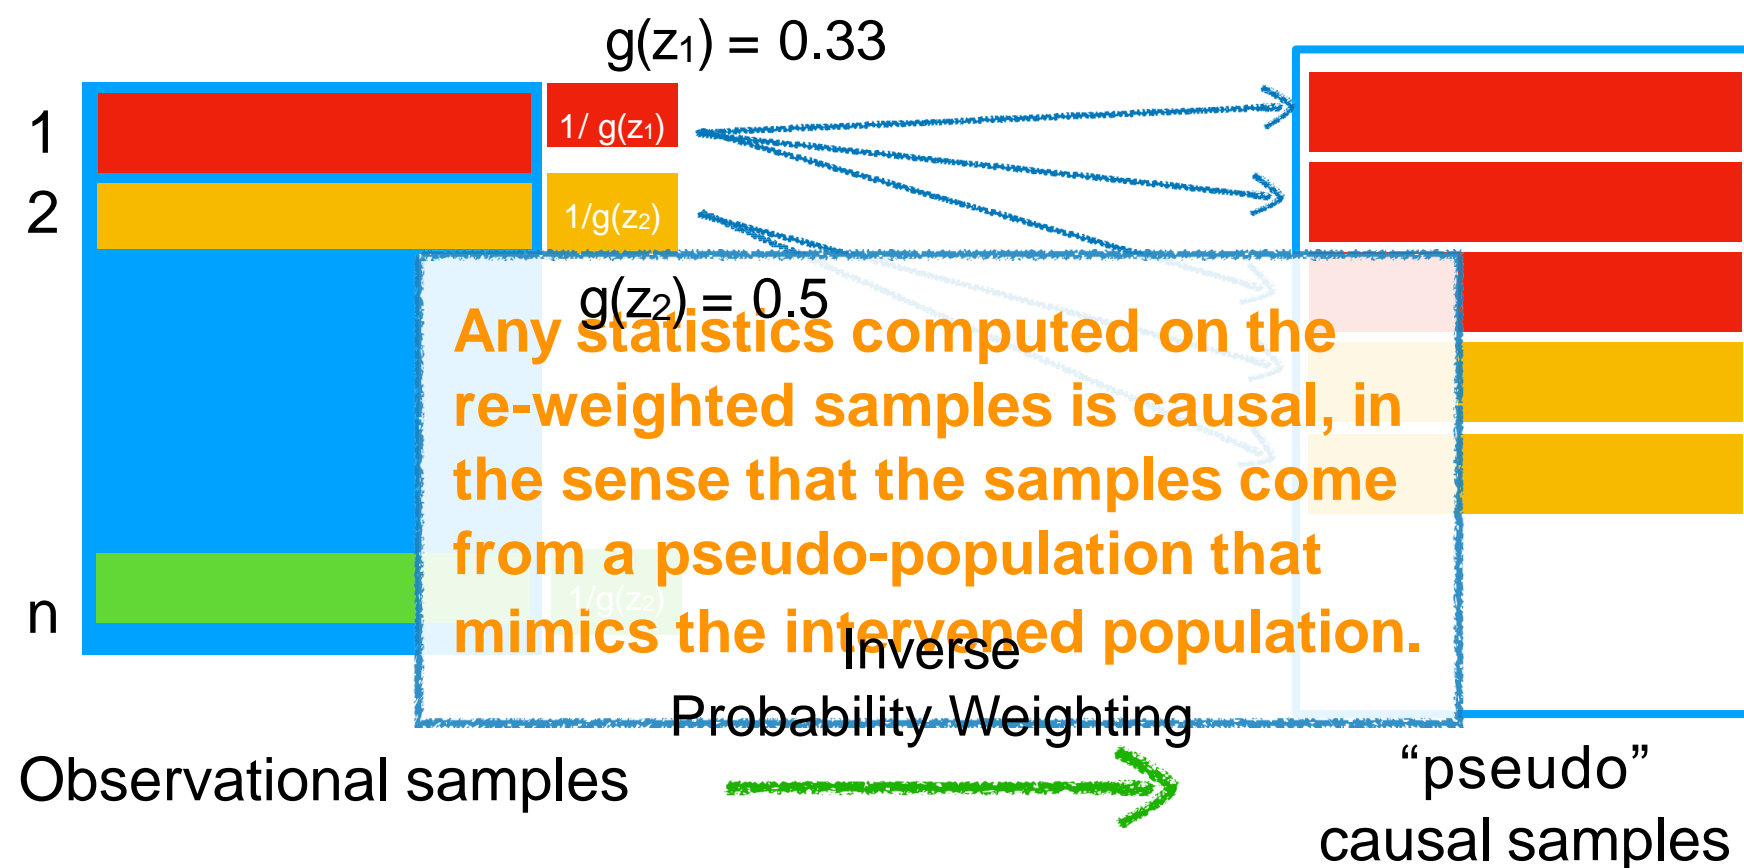 g(z₁) = 0.33
1
1/ g(z₁)
2
1/g(z₂)
g(z₂) = 0.5
Any statistics computed on the
re-weighted samples is causal, in
the sense that the samples come
from a pseudo-population that
mimics the intervened population.
n
1/g(z₂)
Inverse
Probability Weighting
Observational samples
“pseudo”
causal samples